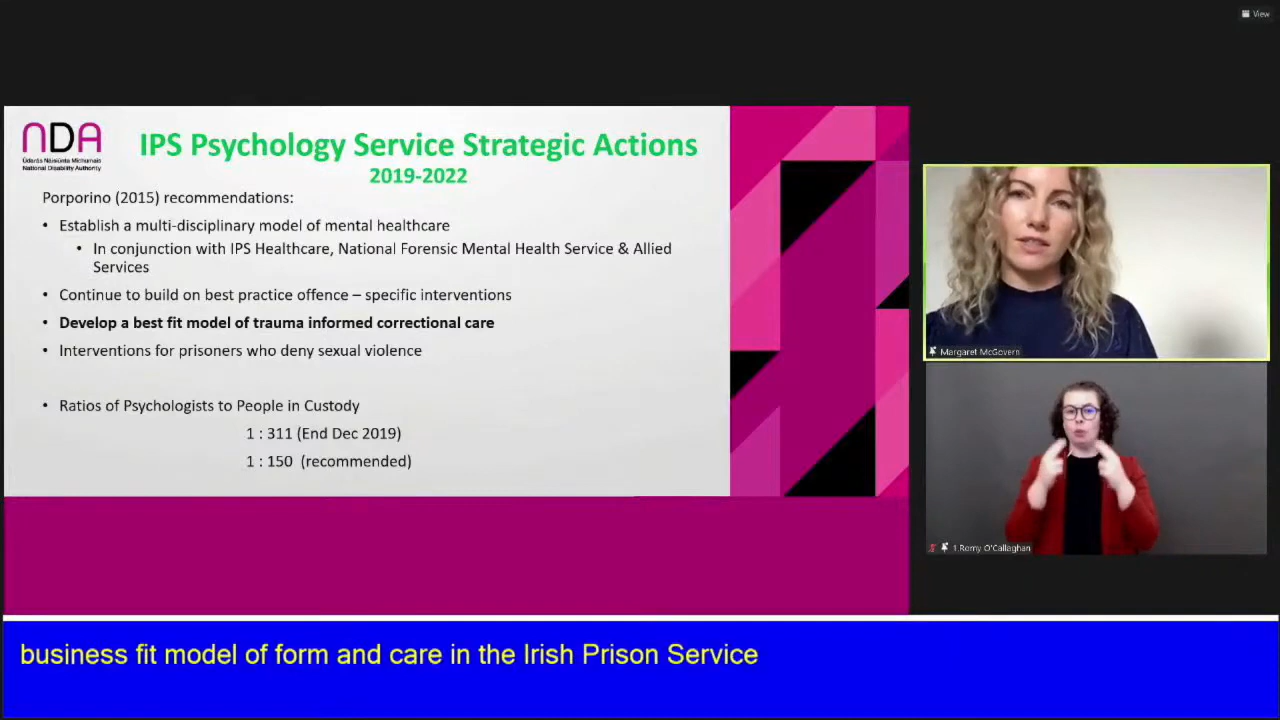 View
NDA
Údarás Náisiúnta Míchumais
National Disability Authority
IPS Psychology Service Strategic Actions
2019-2022
Porporino (2015) recommendations:
• Establish a multi-disciplinary model of mental healthcare
• In conjunction with IPS Healthcare, National Forensic Mental Health Service & Allied
Services
• Continue to build on best practice offence – specific interventions
• Develop a best fit model of trauma informed correctional care
• Interventions for prisoners who deny sexual violence
• Ratios of Psychologists to People in Custody
1 : 311 (End Dec 2019)
1 : 150 (recommended)
Margaret McGovern
1.Romy O'Callaghan
business fit model of form and care in the Irish Prison Service